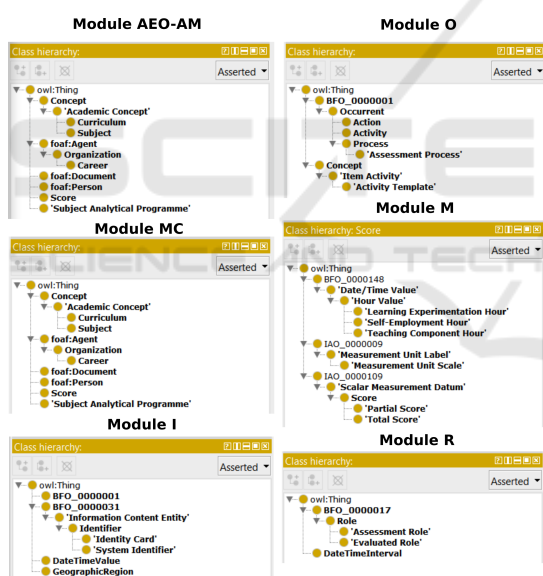 Module AEO-AM
Class hierarchy:
Asserted
owl:Thing
Concept
'Academic Concept'
Curriculum
Subject
foaf:Agent
Organization
Career
foaf:Document
foaf:Person
Score
'Subject Analytical Programme'
Module MC
Class hierarchy:
Asserted
owl:Thing
Concept
'Academic Concept'
Curriculum
Subject
foaf:Agent
Organization
Career
foaf:Document
foaf:Person
Score
'Subject Analytical Programme'
Module I
Class hierarchy:
Asserted
owl:Thing
BFO_0000001
BFO_0000031
'Information Content Entity'
Identifier
'Identity Card'
'System Identifier'
DateTimeValue
GeographicRegion
Module O
Class hierarchy:
Asserted
owl:Thing
BFO_0000001
Occurrent
Action
Activity
Process
'Assessment Process'
Concept
'Item Activity'
'Activity Template'
Module M
Class hierarchy: Score
Asserted
owl:Thing
BFO_0000148
'Date/Time Value'
'Hour Value'
'Learning Experimentation Hour'
'Self-Employment Hour'
'Teaching Component Hour'
IAO_0000009
'Measurement Unit Label'
'Measurement Unit Scale'
IAO_0000109
'Scalar Measurement Datum'
Score
'Partial Score'
'Total Score'
Module R
Class hierarchy:
Asserted
owl:Thing
BFO_0000017
Role
'Assessment Role'
'Evaluated Role'
DateTimeInterval
SCITE
SCIENCE AND TECH